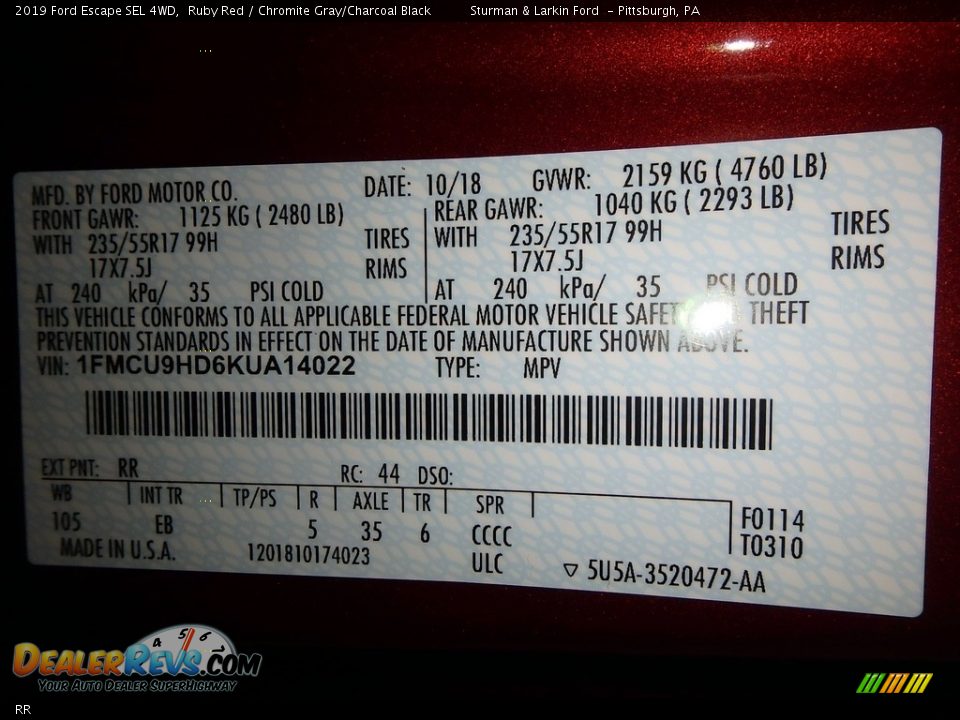 2019 Ford Escape SEL 4WD, Ruby Red / Chromite Gray/Charcoal Black Sturman & Larkin Ford - Pittsburgh, PA
...
MFD. BY FORD MOTOR CO. DATE: 10/18 GVWR: 2159 KG ( 4760 LB)
FRONT GAWR: 1125 KG ( 2480 LB) REAR GAWR: 1040 KG ( 2293 LB)
WITH 235/55R17 99H TIRES WITH 235/55R17 99H TIRES
17X7.5J RIMS 17X7.5J RIMS
AT 240 kPa/ 35 PSI COLD AT 240 kPa/ 35 PSI COLD
THIS VEHICLE CONFORMS TO ALL APPLICABLE FEDERAL MOTOR VEHICLE THEFT
PREVENTION STANDARDS IN EFFECT ON THE DATE OF MANUFACTURE SHOWN ABOVE.
VIN: 1FMCU9HD6KUA14022 TYPE: MPV
EXT PNT: RR RC: 44 DSO:
WB INT TR ... TP/PS R AXLE TR SPR
105 EB 5 35 6 CCCC
F0114
T0310
MADE IN U.S.A. 1201810174023 ULC ▽ 5U5A-3520472-AA
4 5 6 7
DEALERREVS.COM
YOUR AUTO DEALER SUPERHIGHWAY
RR